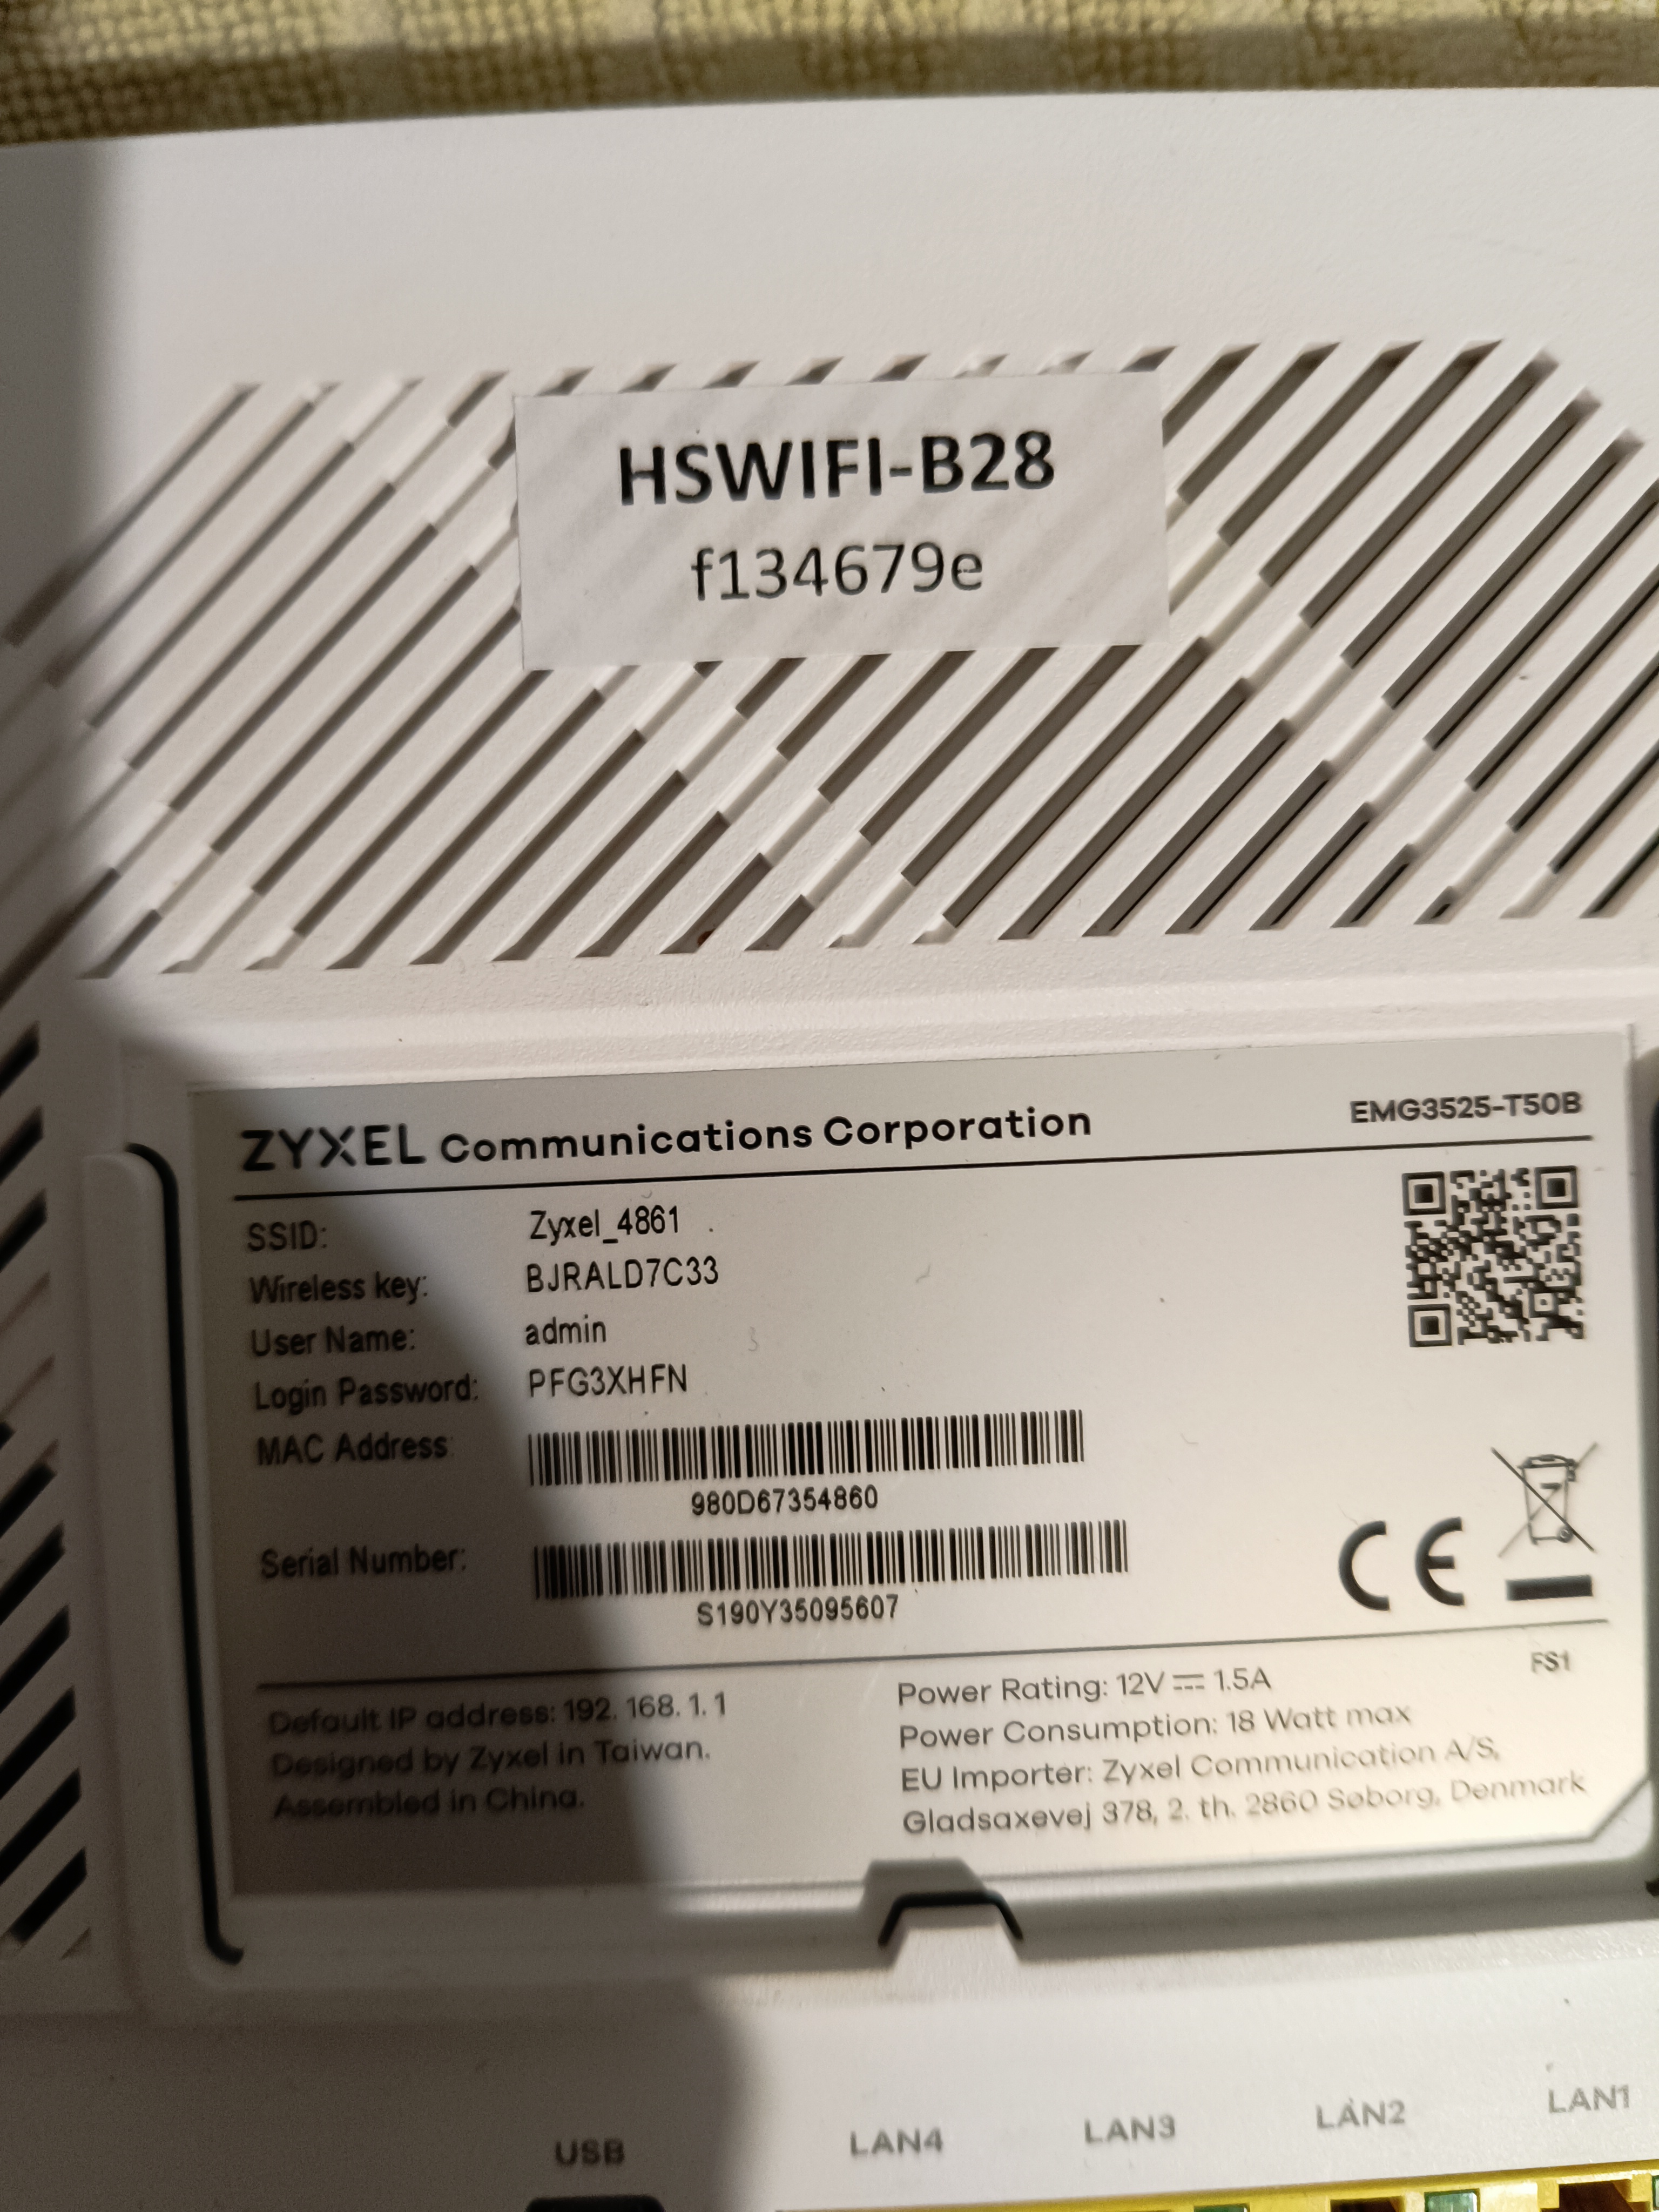 HSWIFI-B28
f134679e
ZYXEL Communications Corporation
EMG3525-T50B
SSID: Zyxel_4861
Wireless key: BJRALD7C33
User Name: admin
Login Password: PFG3XHFN
MAC Address:
980D67354860
Serial Number:
S190Y35095607
CE
FS1
Default IP address: 192. 168. 1. 1
Designed by Zyxel in Taiwan.
Assembled in China.
Power Rating: 12V ⎓ 1.5A
Power Consumption: 18 Watt max
EU Importer: Zyxel Communication A/S,
Gladsaxevej 378, 2. th. 2860 Søborg, Denmark
USB
LAN4
LAN3
LAN2
LAN1